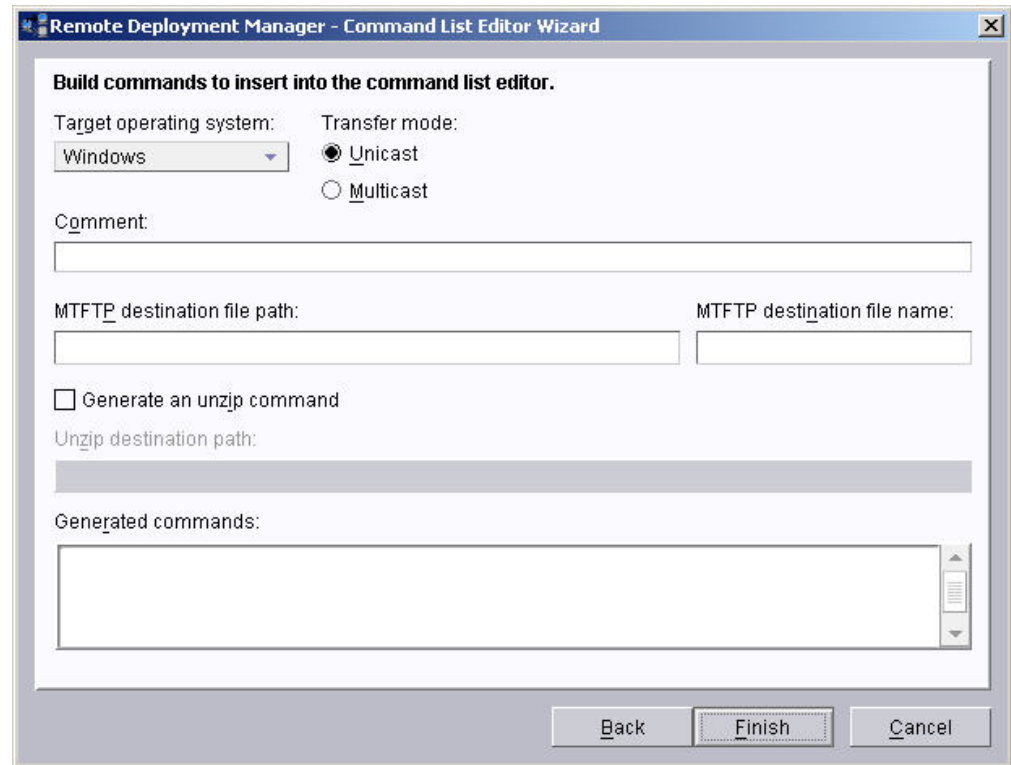 Remote Deployment Manager - Command List Editor Wizard
Build commands to insert into the command list editor.
Target operating system: Transfer mode:
Windows Unicast
Multicast
Comment:
MTFTP destination file path: MTFTP destination file name:
Generate an unzip command
Unzip destination path:
Generated commands:
Back Finish Cancel